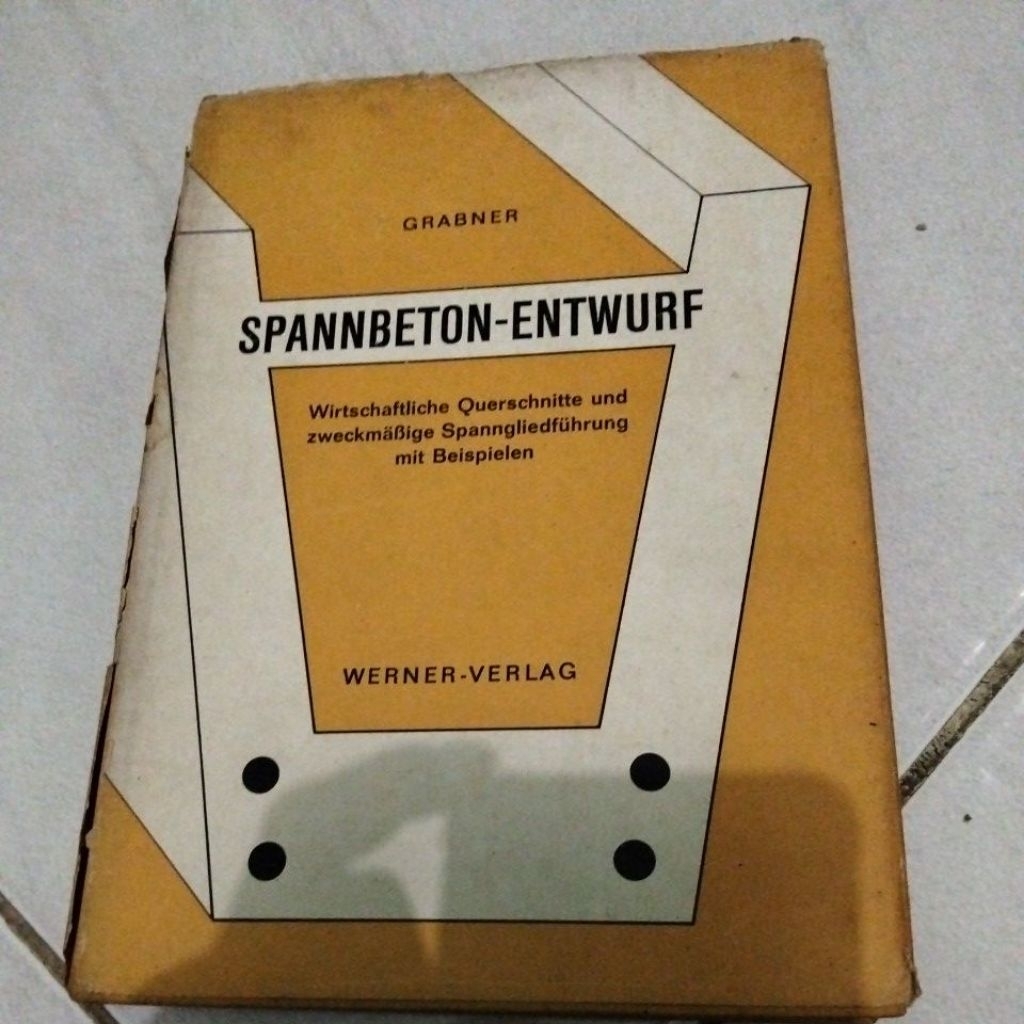 GRABNER
SPANNBETON-ENTWURF
Wirtschaftliche Querschnitte und
zweckmäßige Spanngliedführung
mit Beispielen
WERNER-VERLAG